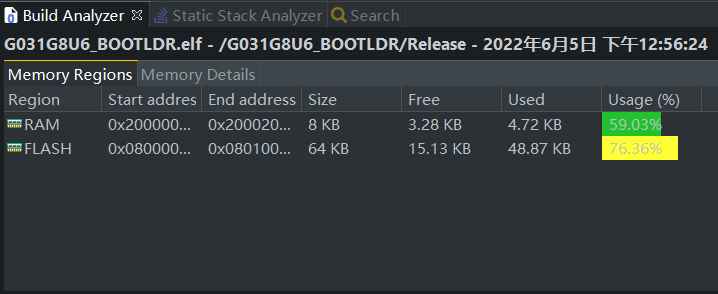 Build Analyzer Static Stack Analyzer Search
G031G8U6_BOOTLDR.elf - /G031G8U6_BOOTLDR/Release - 2022年6月5日 下午12:56:24
Memory Regions Memory Details
Region Start addres End address Size Free Used Usage (%)
RAM 0x200000... 0x200020... 8 KB 3.28 KB 4.72 KB 59.03%
FLASH 0x080000... 0x080100... 64 KB 15.13 KB 48.87 KB 76.36%